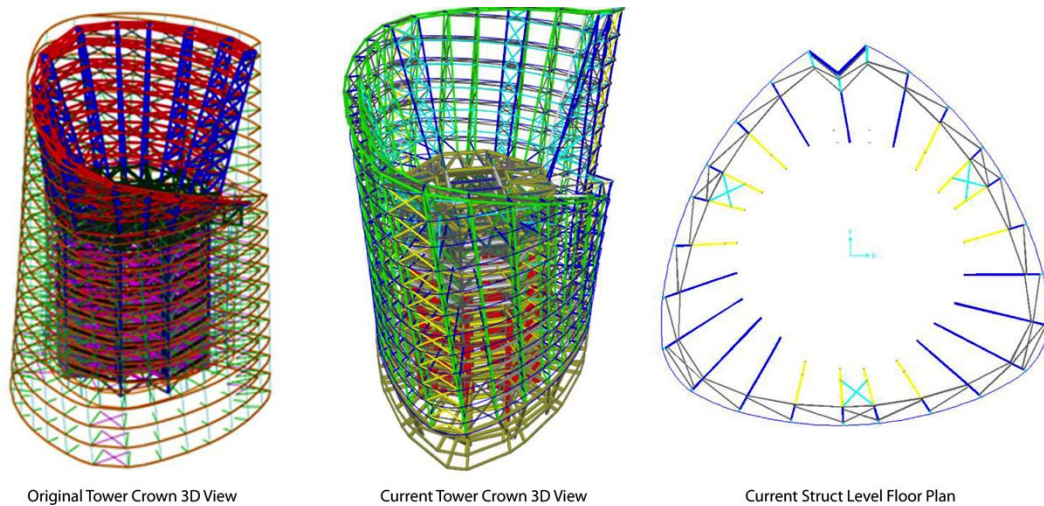 Original Tower Crown 3D View
Current Tower Crown 3D View
Current Struct Level Floor Plan